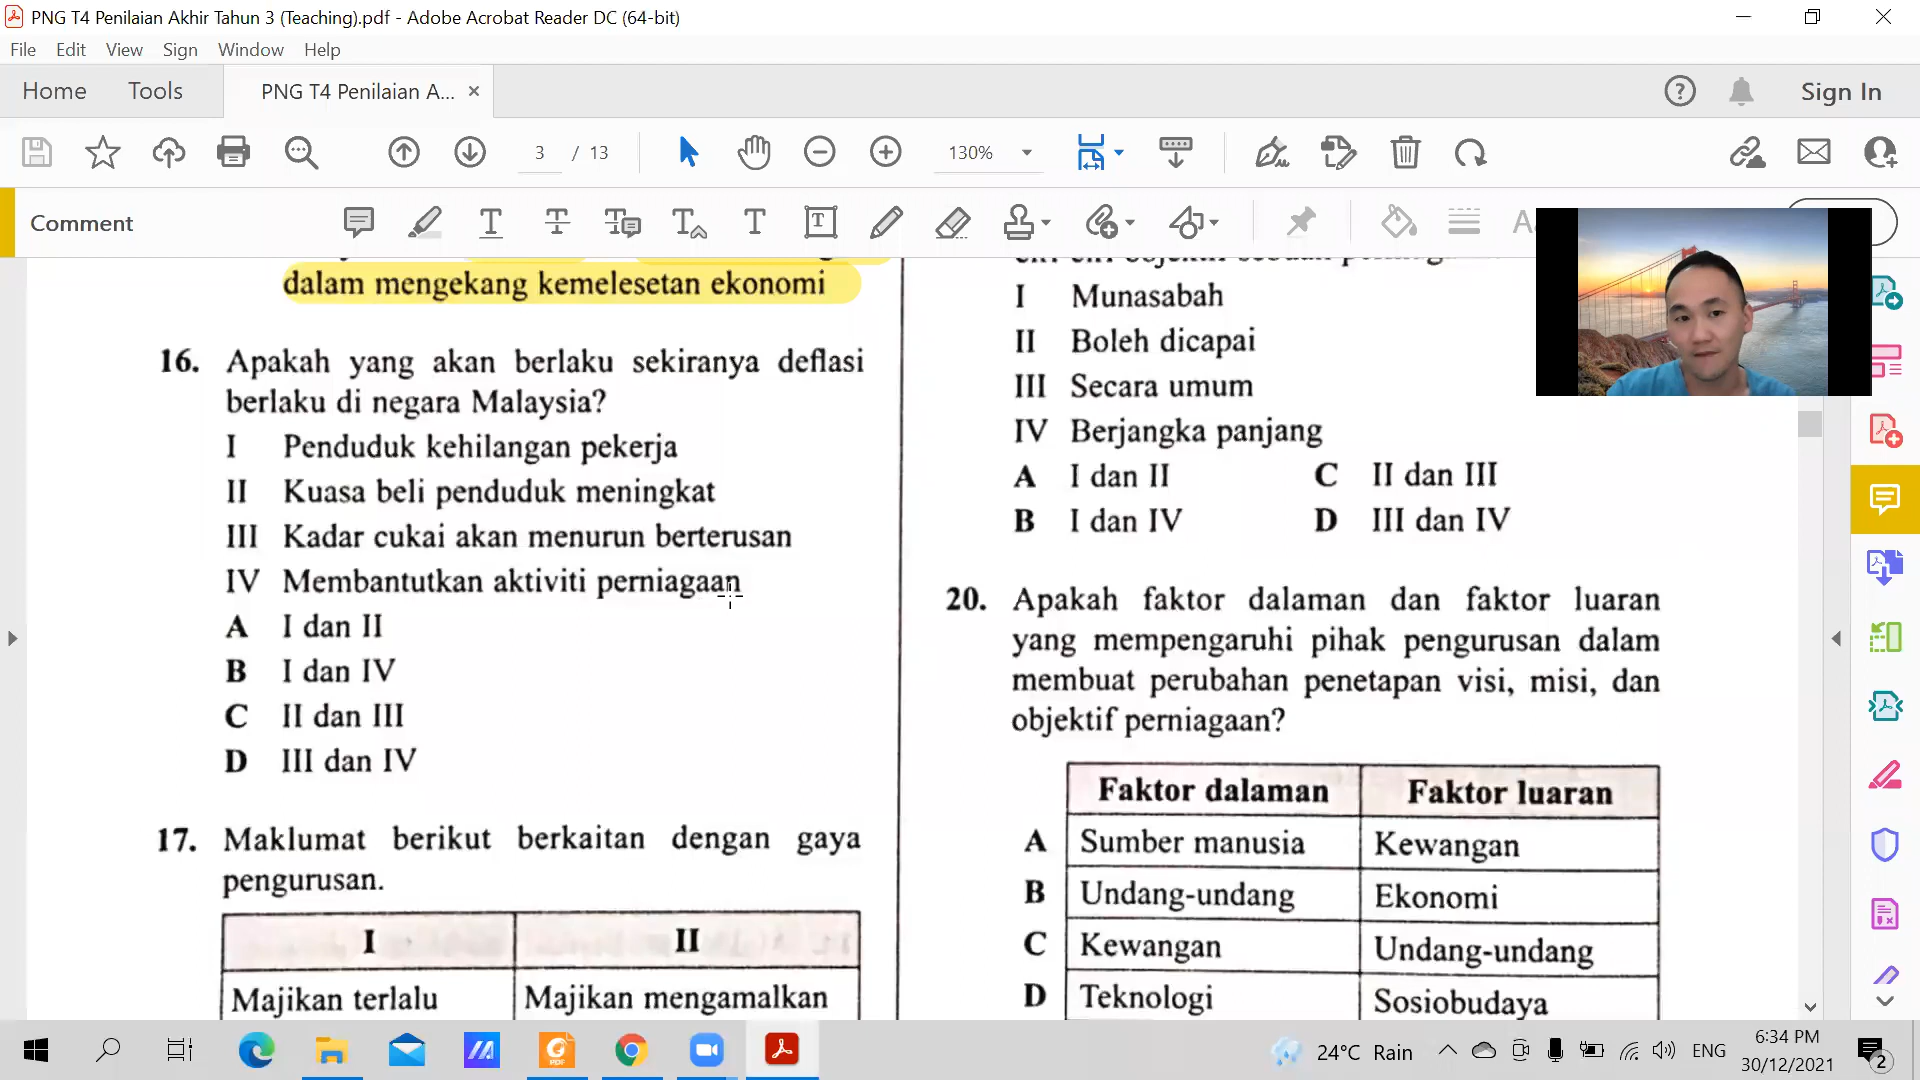 PNG T4 Penilaian Akhir Tahun 3 (Teaching).pdf - Adobe Acrobat Reader DC (64-bit)
File Edit View Sign Window Help
Home Tools PNG T4 Penilaian A... × Sign In
3 / 13 130%
Comment
dalam mengekang kemelesetan ekonomi
16. Apakah yang akan berlaku sekiranya deflasi
berlaku di negara Malaysia?
I Penduduk kehilangan pekerja
II Kuasa beli penduduk meningkat
III Kadar cukai akan menurun berterusan
IV Membantutkan aktiviti perniagaan
A I dan II
B I dan IV
C II dan III
D III dan IV
17. Maklumat berikut berkaitan dengan gaya
pengurusan.
I II
Majikan terlalu Majikan mengamalkan
I Munasabah
II Boleh dicapai
III Secara umum
IV Berjangka panjang
A I dan II C II dan III
B I dan IV D III dan IV
20. Apakah faktor dalaman dan faktor luaran
yang mempengaruhi pihak pengurusan dalam
membuat perubahan penetapan visi, misi, dan
objektif perniagaan?
Faktor dalaman Faktor luaran
A Sumber manusia Kewangan
B Undang-undang Ekonomi
C Kewangan Undang-undang
D Teknologi Sosiobudaya
24°C Rain ENG 6:34 PM
30/12/2021 2